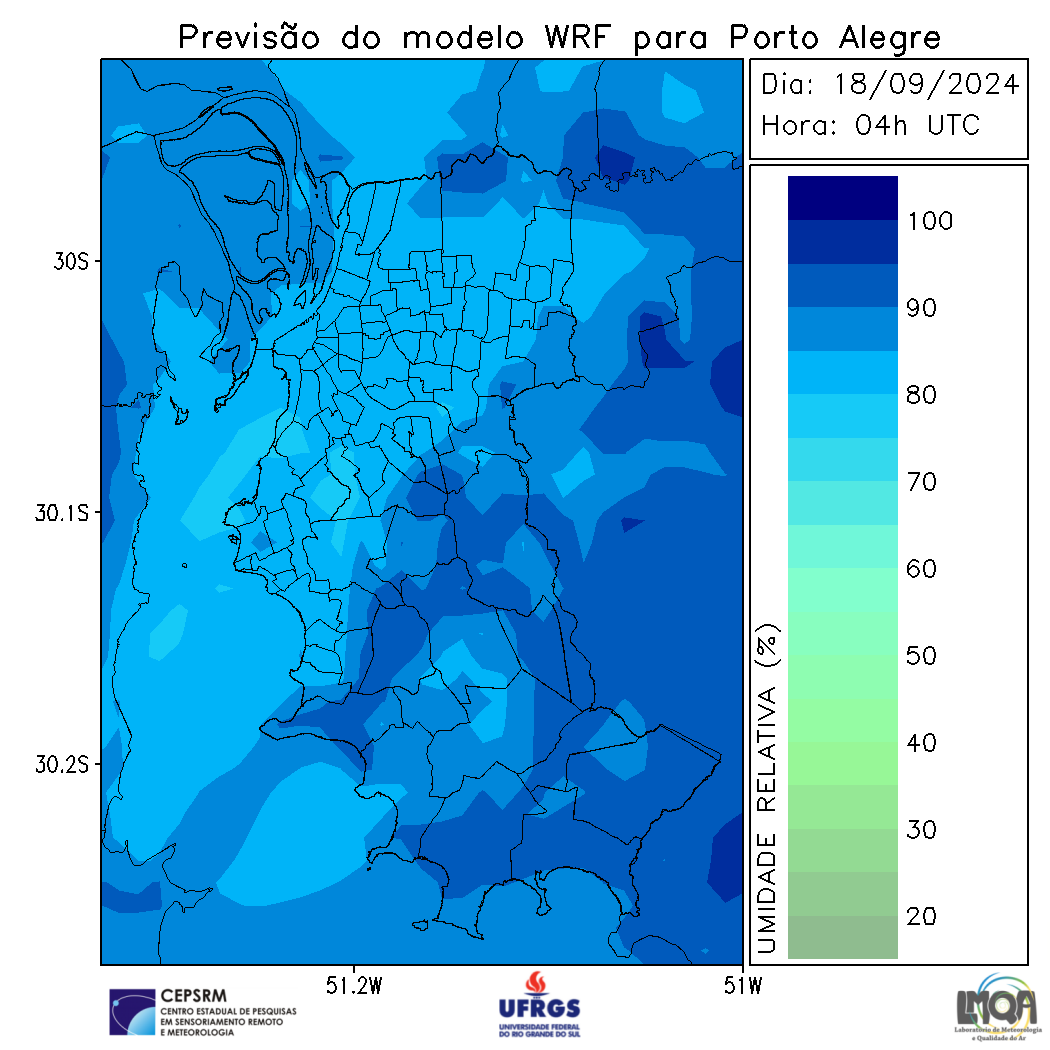 Previsão do modelo WRF para Porto Alegre
Dia: 18/09/2024
Hora: 04h UTC
100
90
80
70
60
50
40
30
20
UMIDADE RELATIVA (%)
30S
30.1S
30.2S
51.2W
51W
CEPSRM
CENTRO ESTADUAL DE PESQUISAS
EM SENSORIAMENTO REMOTO
E METEOROLOGIA
UFRGS
UNIVERSIDADE FEDERAL
DO RIO GRANDE DO SUL
LMQA
Laboratório de Meteorologia
e Qualidade do Ar